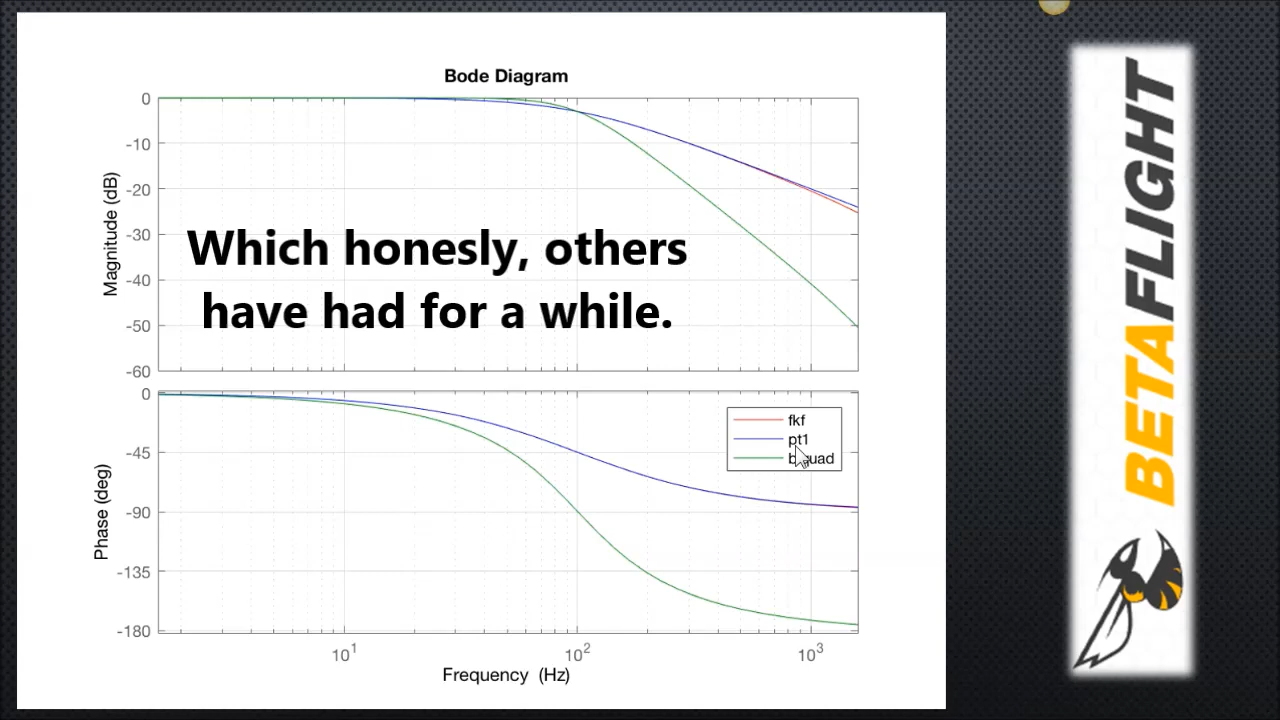 Bode Diagram
0
-10
-20
-30
-40
-50
-60
Magnitude (dB)
Which honesly, others
have had for a while.
0
-45
-90
-135
-180
Phase (deg)
fkf
pt1
10¹
10²
10³
Frequency (Hz)
BETAFLIGHT